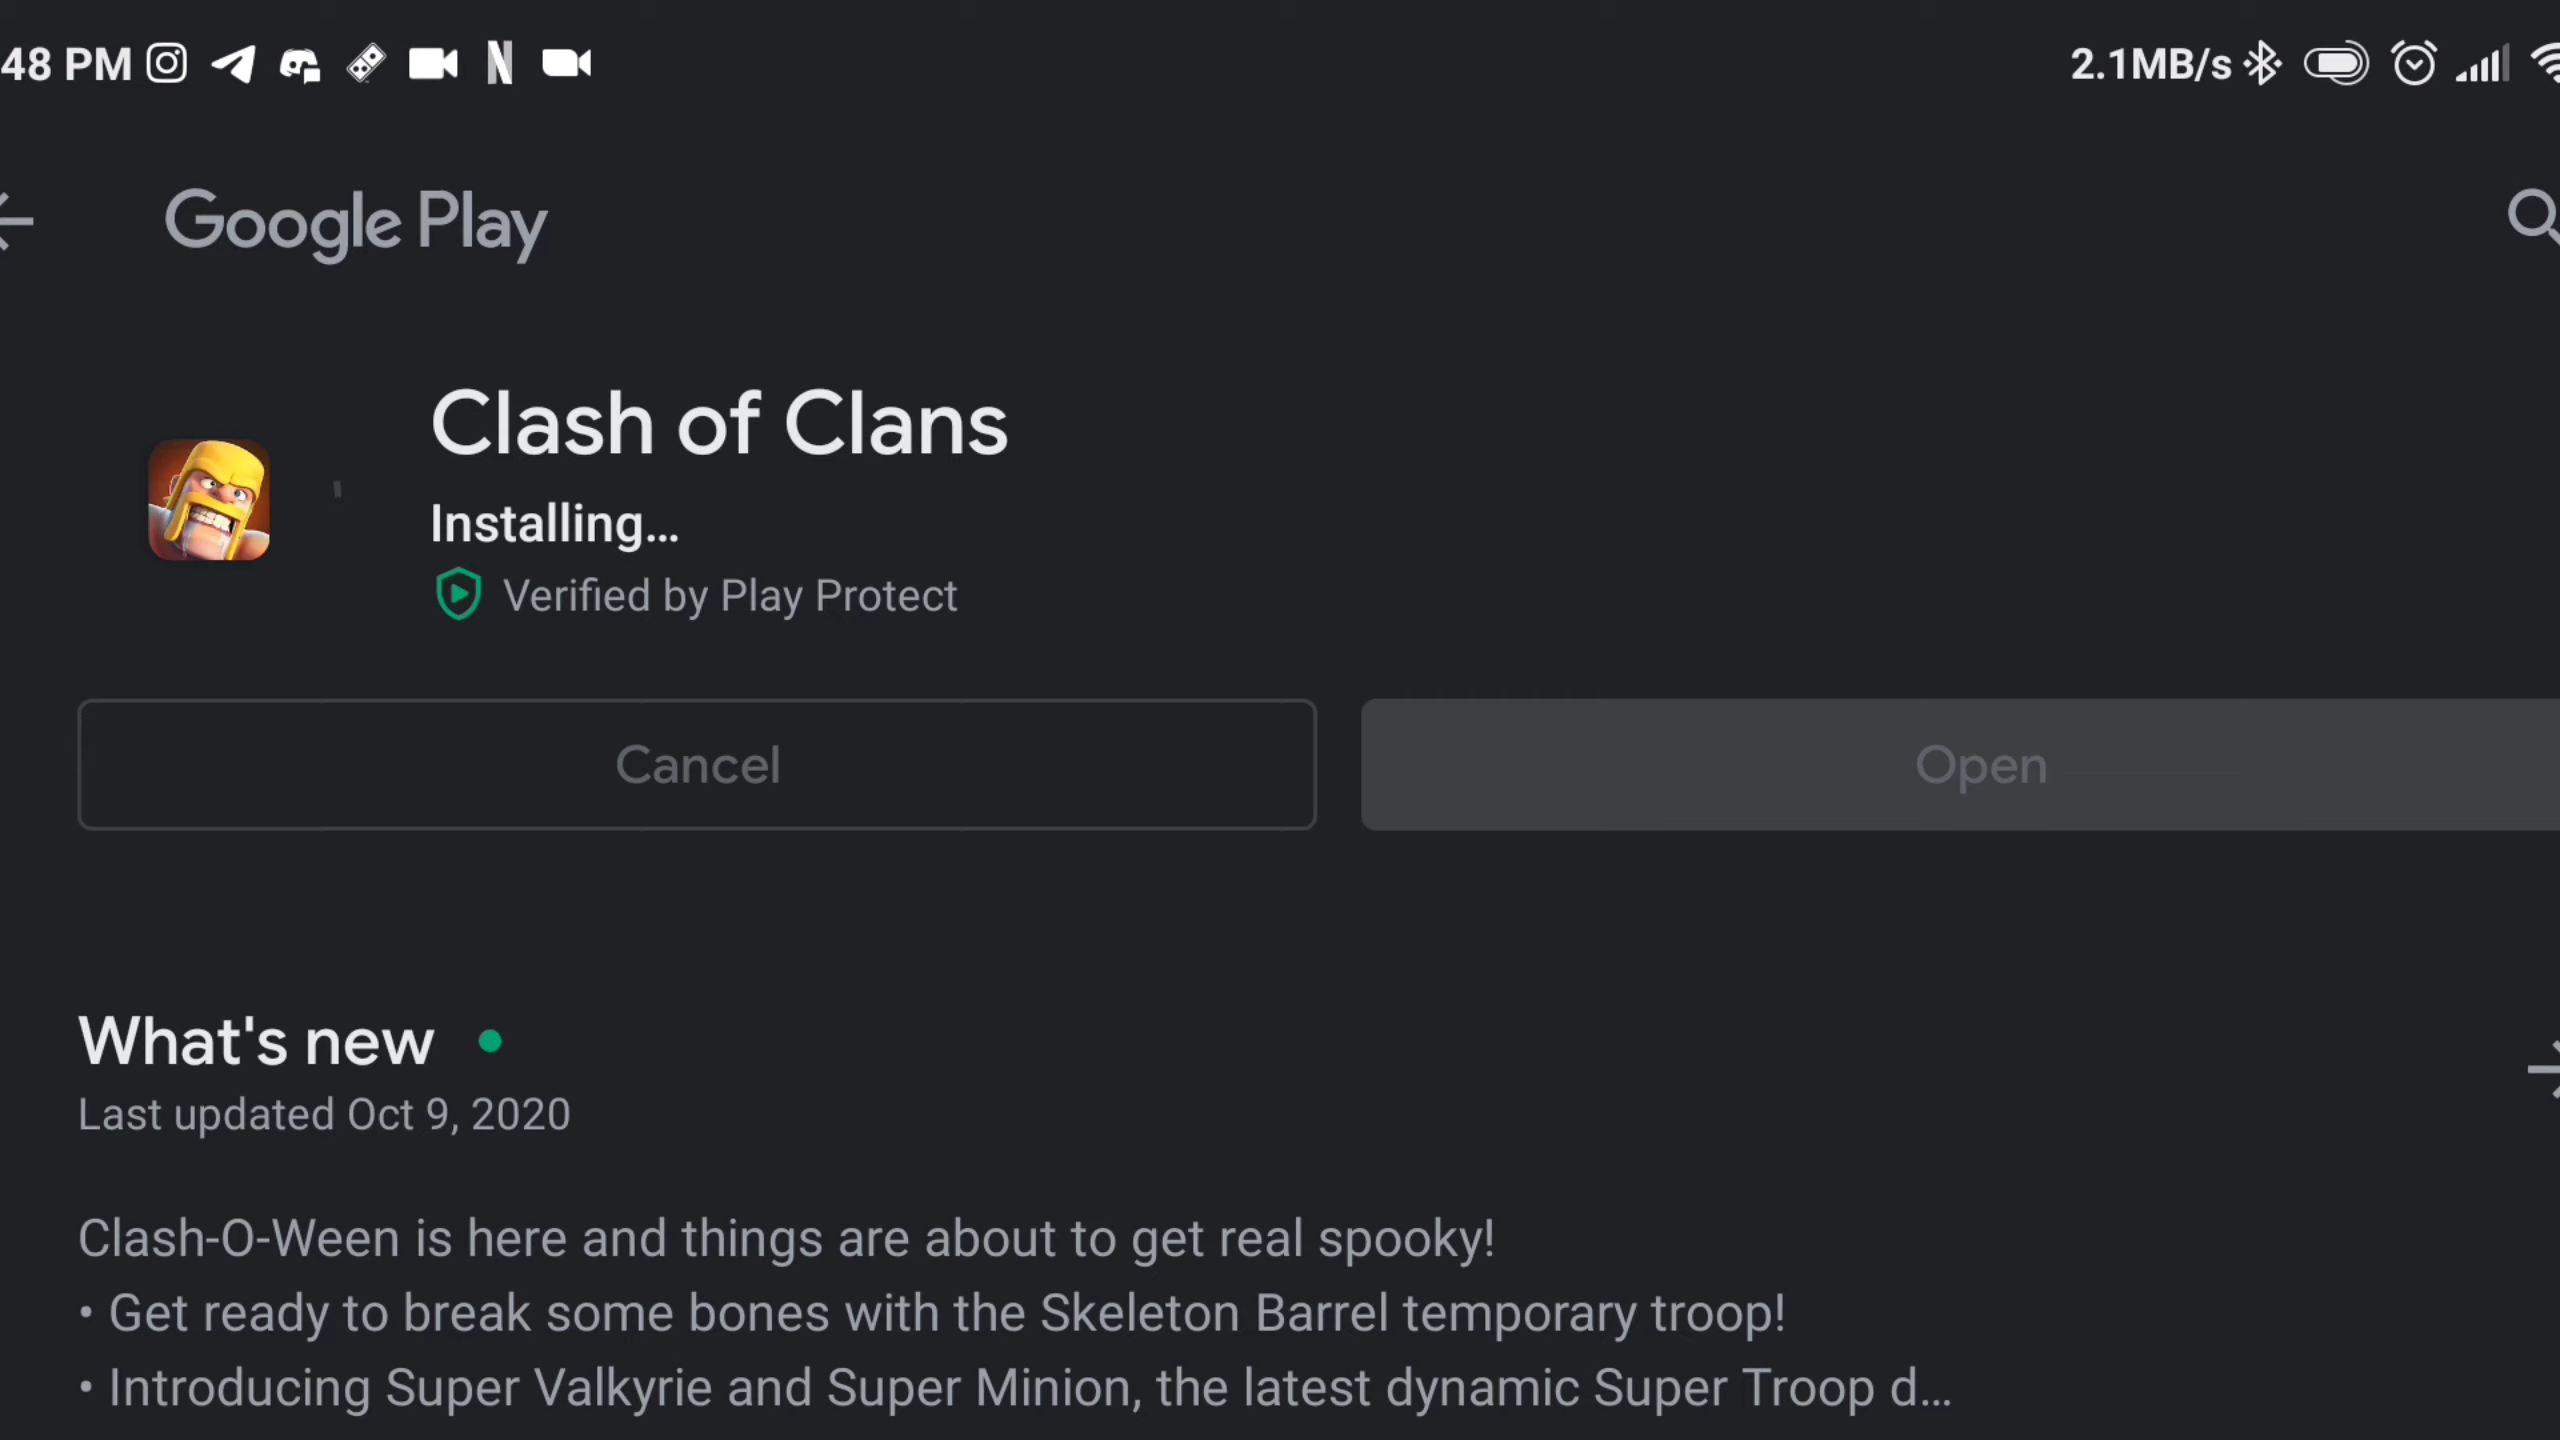 48 PM
2.1MB/s
Google Play
Clash of Clans
Installing...
Verified by Play Protect
Cancel
Open
What's new
Last updated Oct 9, 2020
Clash-O-Ween is here and things are about to get real spooky!
• Get ready to break some bones with the Skeleton Barrel temporary troop!
• Introducing Super Valkyrie and Super Minion, the latest dynamic Super Troop d...